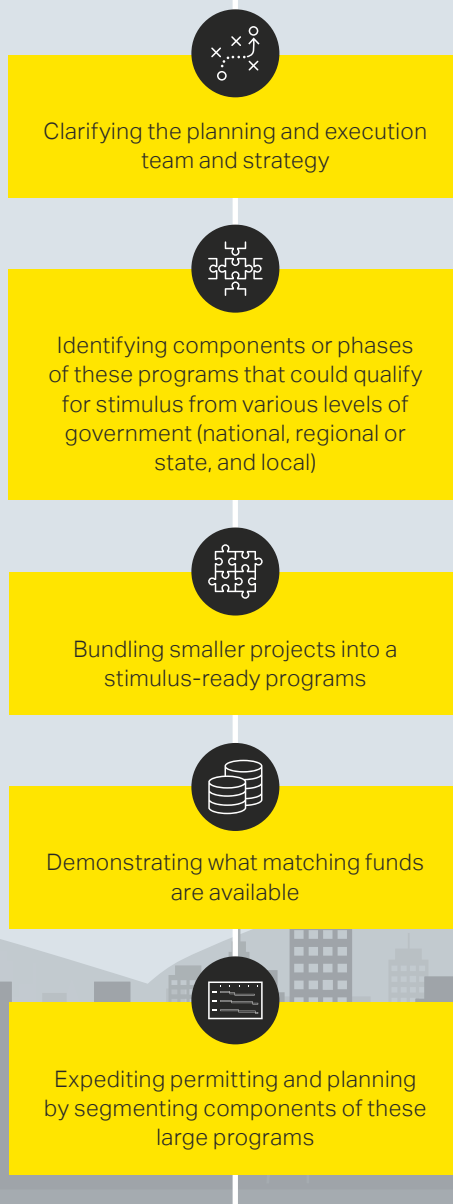 Clarifying the planning and execution
team and strategy
Identifying components or phases
of these programs that could qualify
for stimulus from various levels of
government (national, regional or
state, and local)
Bundling smaller projects into a
stimulus-ready programs
Demonstrating what matching funds
are available
Expediting permitting and planning
by segmenting components of these
large programs